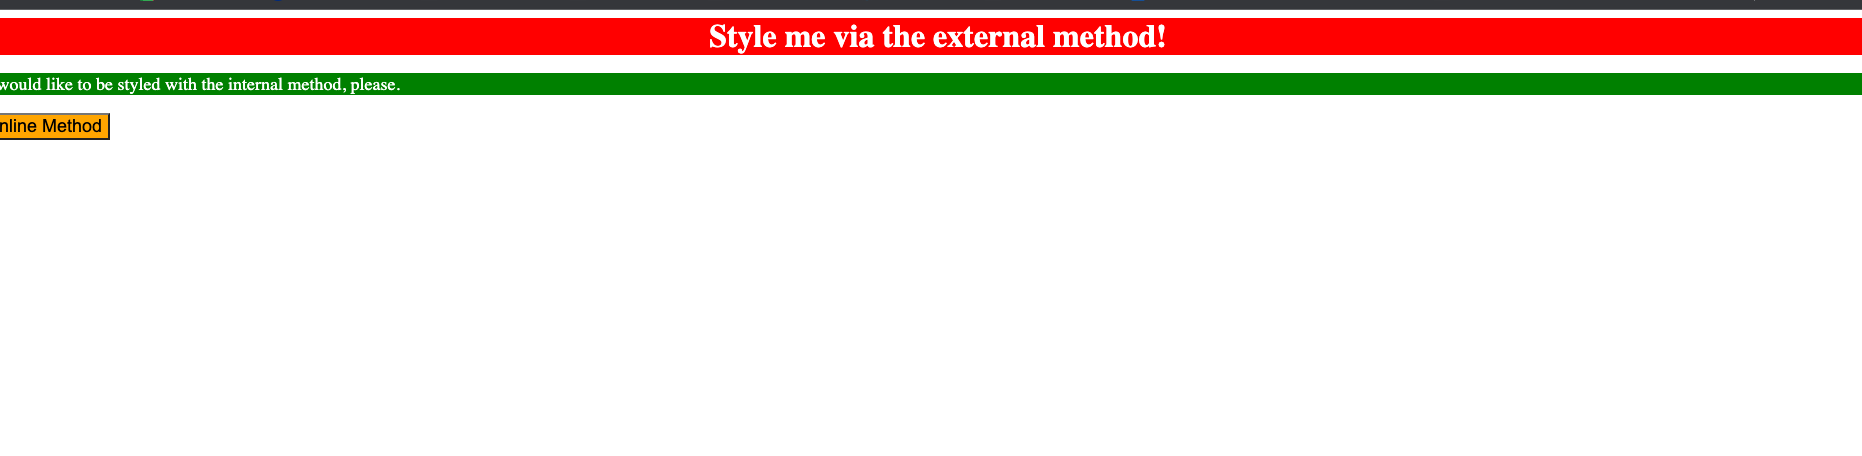 Style me via the external method!
would like to be styled with the internal method, please.
nline Method